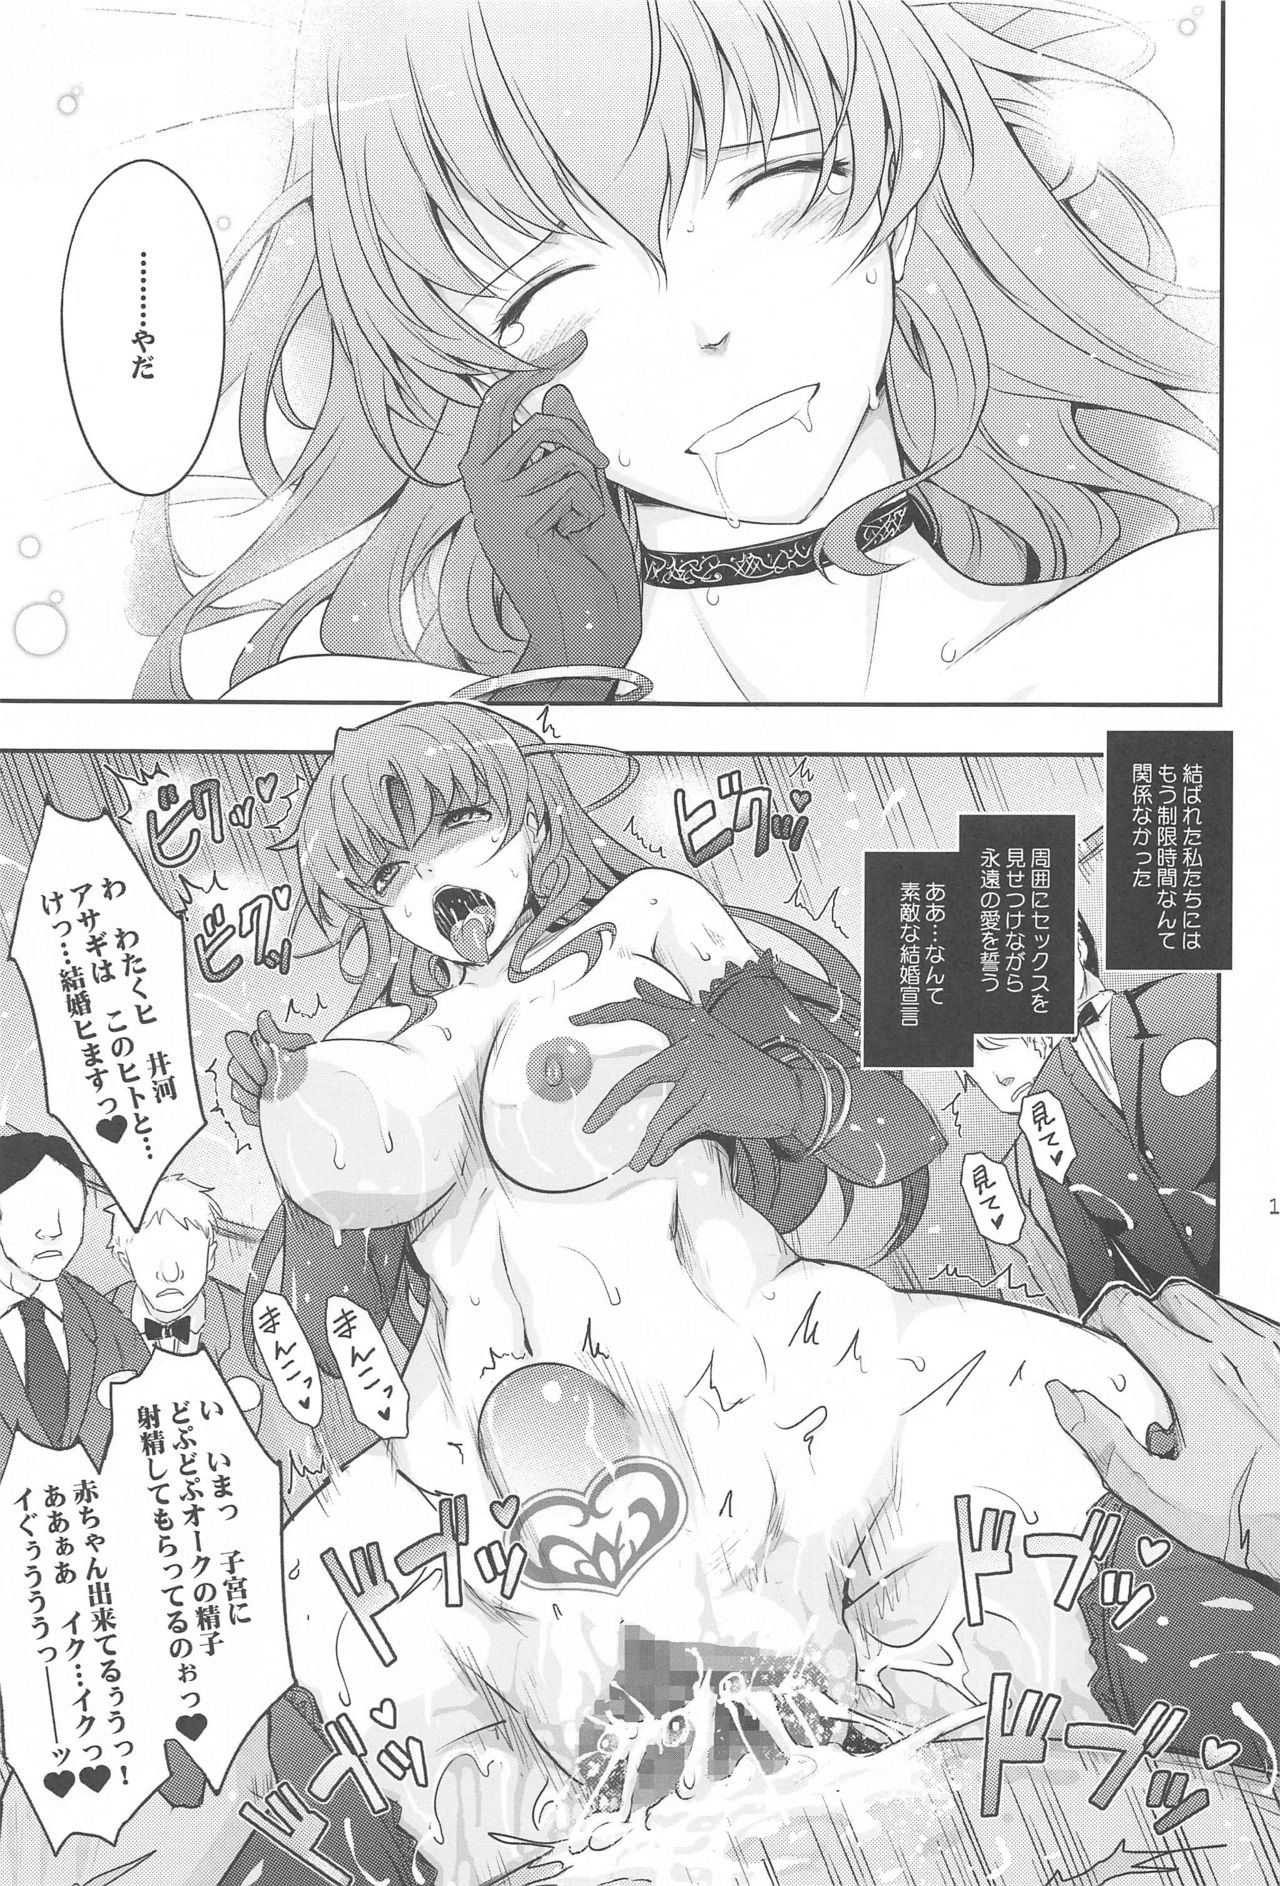 ………やだ
結ばれた私たちには
もう制限時間なんて
関係なかった
周囲にセックスを
見せつけながら
永遠の愛を誓う
ああ…なんて
素敵な結婚宣言
見て♥
見て♥
ビクッ♥
ビクッ♥
ビクッ
わ　わたくヒ　井河
アサギは　このヒトと…
けっ…結婚ヒますっ♥
まんこっ♥
まんこっ♥
い　いまっ　子宮に
どぷどぷオークの精子
射精してもらってるのぉっ♥
赤ちゃん出来てるぅうっ！
あぁぁあ　イク…イクっ♥
イぐぅぅううっ――ッ♥♥
ドプッ♥
ドプッ♥
ドプッ
ドプッ
1